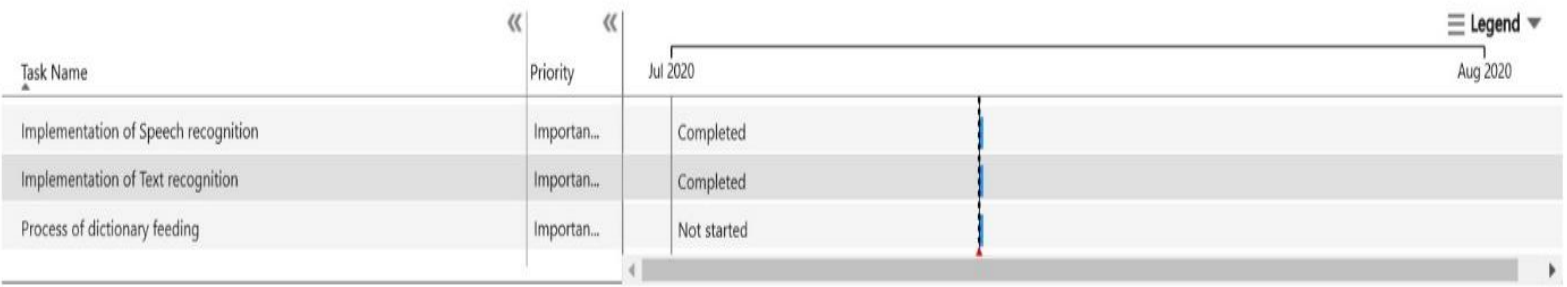 Legend
Task Name Priority Jul 2020 Aug 2020
Implementation of Speech recognition Importan... Completed
Implementation of Text recognition Importan... Completed
Process of dictionary feeding Importan... Not started